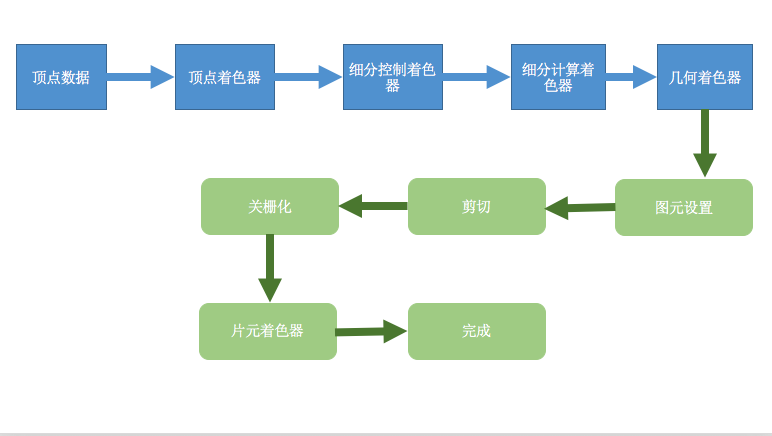 顶点数据
顶点着色器
细分控制着色
器
细分计算着
色器
几何着色器
图元设置
剪切
关栅化
片元着色器
完成